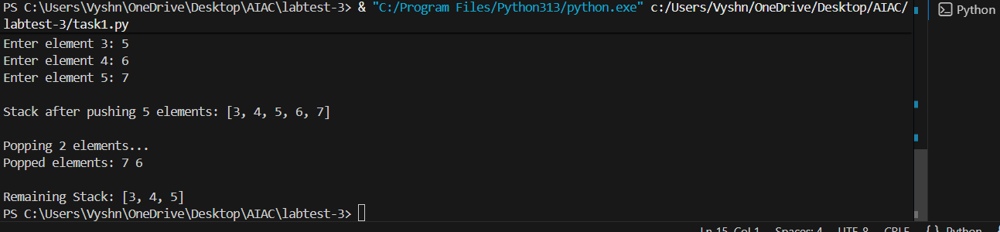 PS C:\Users\Vyshn\OneDrive\Desktop\AIAC\labtest-3> & "C:/Program Files/Python313/python.exe" c:/Users/Vyshn/OneDrive/Desktop/AIAC/
labtest-3/task1.py
Enter element 3: 5
Enter element 4: 6
Enter element 5: 7
Stack after pushing 5 elements: [3, 4, 5, 6, 7]
Popping 2 elements...
Popped elements: 7 6
Remaining Stack: [3, 4, 5]
PS C:\Users\Vyshn\OneDrive\Desktop\AIAC\labtest-3>
Python
Ln 15, Col 1 Spaces: 4 UTF-8 CRLF {} Python